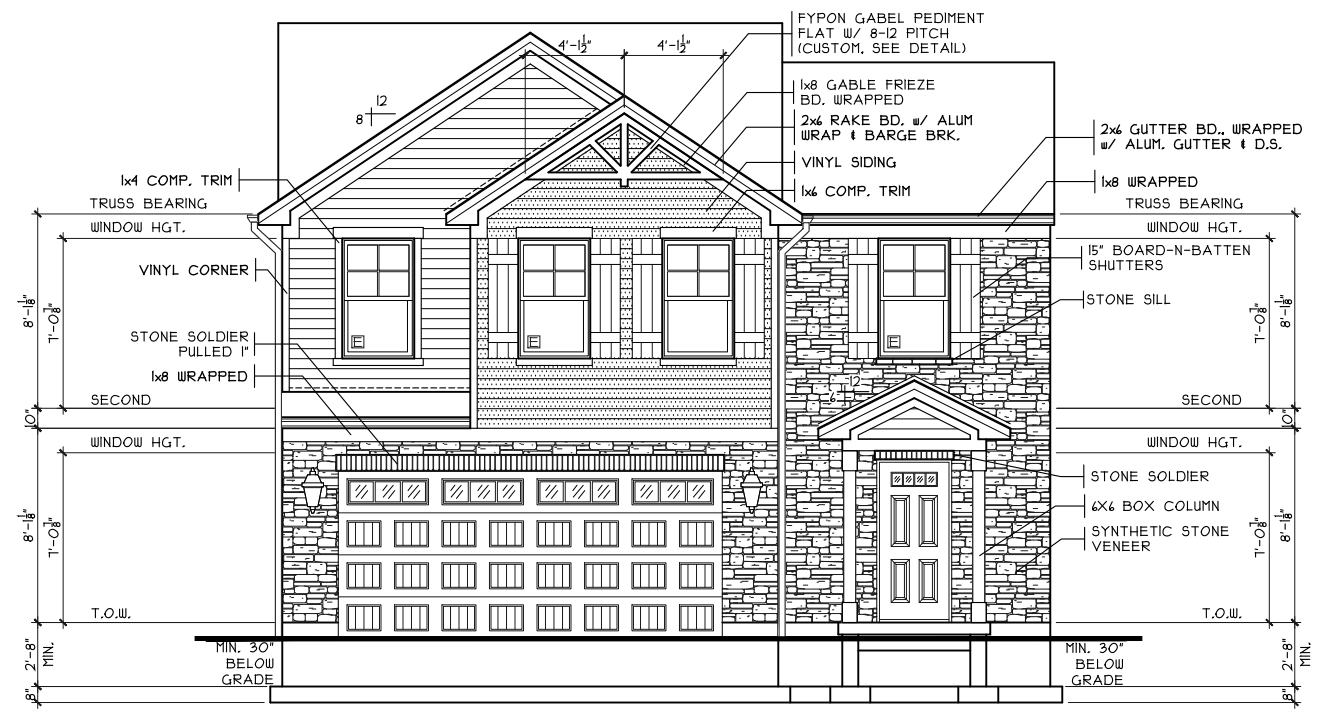 FYPON GABEL PEDIMENT
FLAT W/ 8-12 PITCH
(CUSTOM, SEE DETAIL)
4'-1½"
4'-1½"
1x8 GABLE FRIEZE
BD. WRAPPED
12
8
2x6 RAKE BD. w/ ALUM
WRAP & BARGE BRK.
2x6 GUTTER BD., WRAPPED
w/ ALUM. GUTTER & D.S.
VINYL SIDING
1x4 COMP. TRIM
1x6 COMP. TRIM
1x8 WRAPPED
TRUSS BEARING
TRUSS BEARING
WINDOW HGT.
WINDOW HGT.
VINYL CORNER
15" BOARD-N-BATTEN
SHUTTERS
STONE SILL
8'-1⅛"
7'-0⅞"
7'-0⅞"
8'-1⅛"
STONE SOLDIER
PULLED 1"
E
E
E
1x8 WRAPPED
12
6
SECOND
SECOND
10"
10"
WINDOW HGT.
WINDOW HGT.
STONE SOLDIER
6X6 BOX COLUMN
SYNTHETIC STONE
VENEER
8'-1⅛"
7'-0⅞"
7'-0⅞"
8'-1⅛"
T.O.W.
T.O.W.
2'-8"
MIN.
MIN. 30"
BELOW
GRADE
MIN. 30"
BELOW
GRADE
2'-8"
MIN.
8"
8"